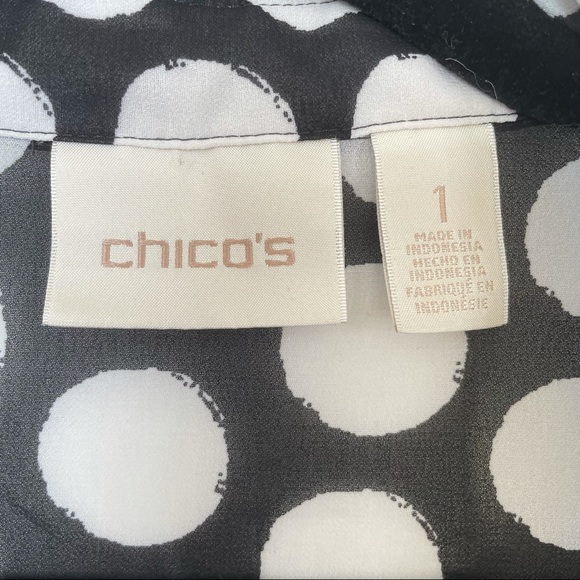 chico's
1
MADE IN
INDONESIA
HECHO EN
INDONESIA
FABRIQUÉ EN
INDONÉSIE